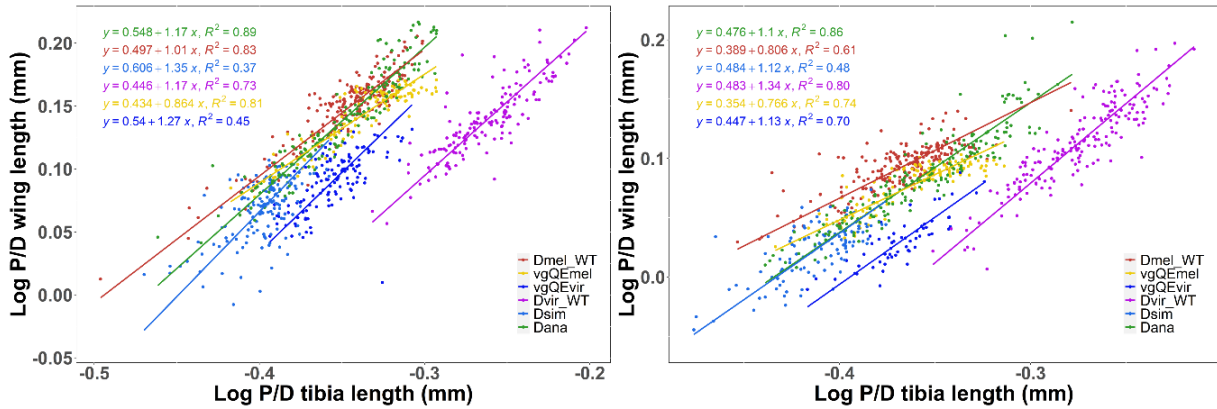 y = 0.548 + 1.17 x, R² = 0.89
y = 0.497 + 1.01 x, R² = 0.83
y = 0.606 + 1.35 x, R² = 0.37
y = 0.446 + 1.17 x, R² = 0.73
y = 0.434 + 0.864 x, R² = 0.81
y = 0.54 + 1.27 x, R² = 0.45
Log P/D wing length (mm)
0.20
0.15
0.10
0.05
0.00
-0.05
Dmel_WT
vgQEmel
vgQEvir
Dvir_WT
Dsim
Dana
-0.5 -0.4 -0.3 -0.2
Log P/D tibia length (mm)
y = 0.476 + 1.1 x, R² = 0.86
y = 0.389 + 0.806 x, R² = 0.61
y = 0.484 + 1.12 x, R² = 0.48
y = 0.483 + 1.34 x, R² = 0.80
y = 0.354 + 0.766 x, R² = 0.74
y = 0.447 + 1.13 x, R² = 0.70
Log P/D wing length (mm)
0.2
0.1
0.0
Dmel_WT
vgQEmel
vgQEvir
Dvir_WT
Dsim
Dana
-0.4 -0.3
Log P/D tibia length (mm)